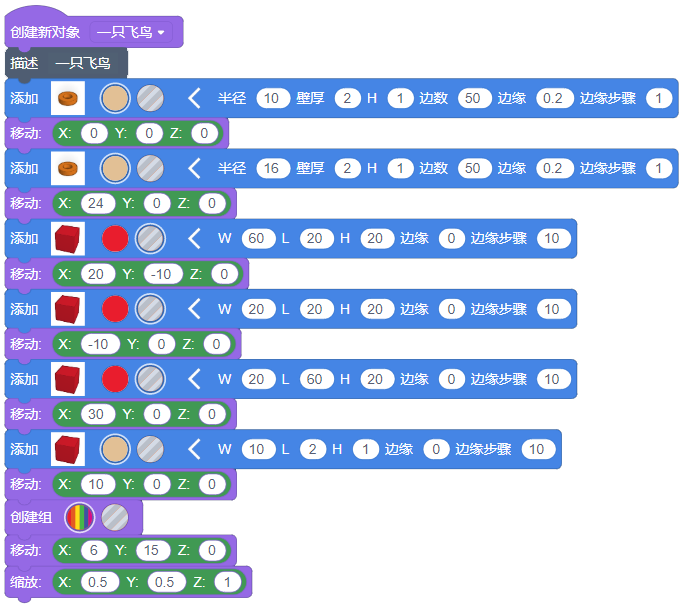 创建新对象 一只飞鸟
描述 一只飞鸟
添加 半径 10 壁厚 2 H 1 边数 50 边缘 0.2 边缘步骤 1
移动: X: 0 Y: 0 Z: 0
添加 半径 16 壁厚 2 H 1 边数 50 边缘 0.2 边缘步骤 1
移动: X: 24 Y: 0 Z: 0
添加 W 60 L 20 H 20 边缘 0 边缘步骤 10
移动: X: 20 Y: -10 Z: 0
添加 W 20 L 20 H 20 边缘 0 边缘步骤 10
移动: X: -10 Y: 0 Z: 0
添加 W 20 L 60 H 20 边缘 0 边缘步骤 10
移动: X: 30 Y: 0 Z: 0
添加 W 10 L 2 H 1 边缘 0 边缘步骤 10
移动: X: 10 Y: 0 Z: 0
创建组
移动: X: 6 Y: 15 Z: 0
缩放: X: 0.5 Y: 0.5 Z: 1